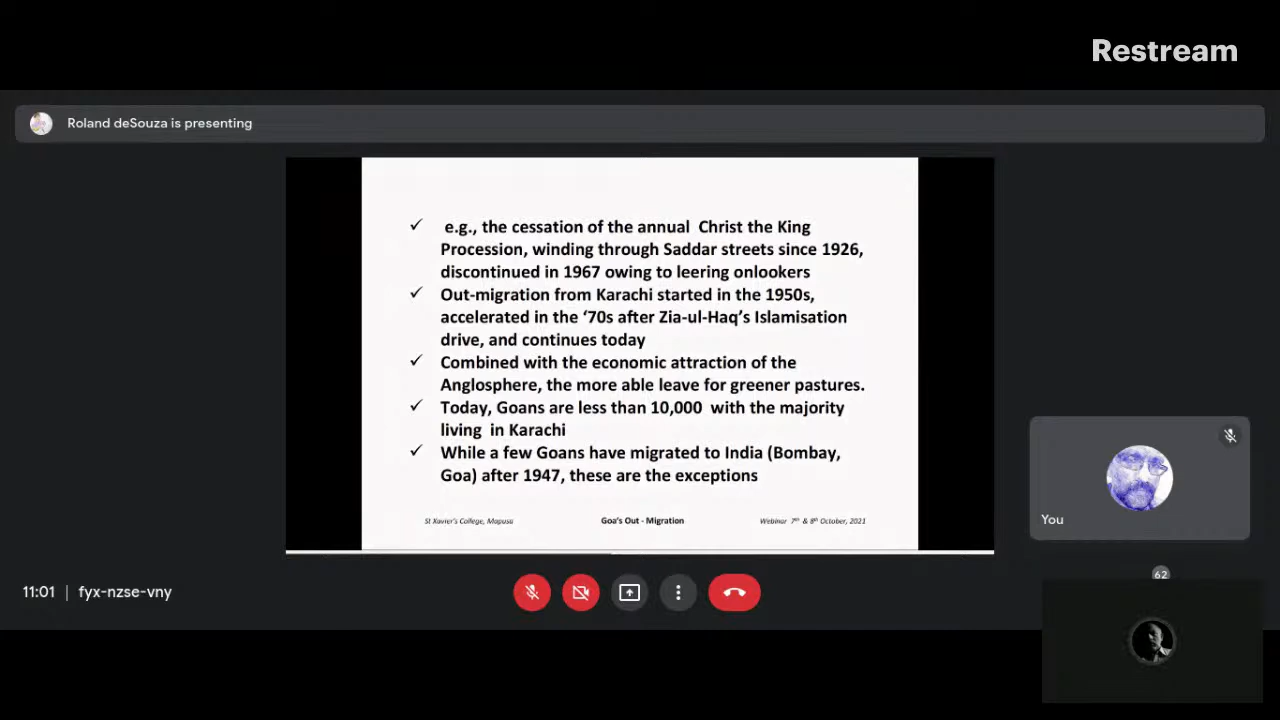 Restream
Roland deSouza is presenting
✓ e.g., the cessation of the annual Christ the King
Procession, winding through Saddar streets since 1926,
discontinued in 1967 owing to leering onlookers
✓ Out-migration from Karachi started in the 1950s,
accelerated in the ‘70s after Zia-ul-Haq’s Islamisation
drive, and continues today
✓ Combined with the economic attraction of the
Anglosphere, the more able leave for greener pastures.
✓ Today, Goans are less than 10,000 with the majority
living in Karachi
✓ While a few Goans have migrated to India (Bombay,
Goa) after 1947, these are the exceptions
St Xavier's College, Mapusa Goa’s Out - Migration Webinar 7th & 8th October, 2021
You
62
11:01 | fyx-nzse-vny